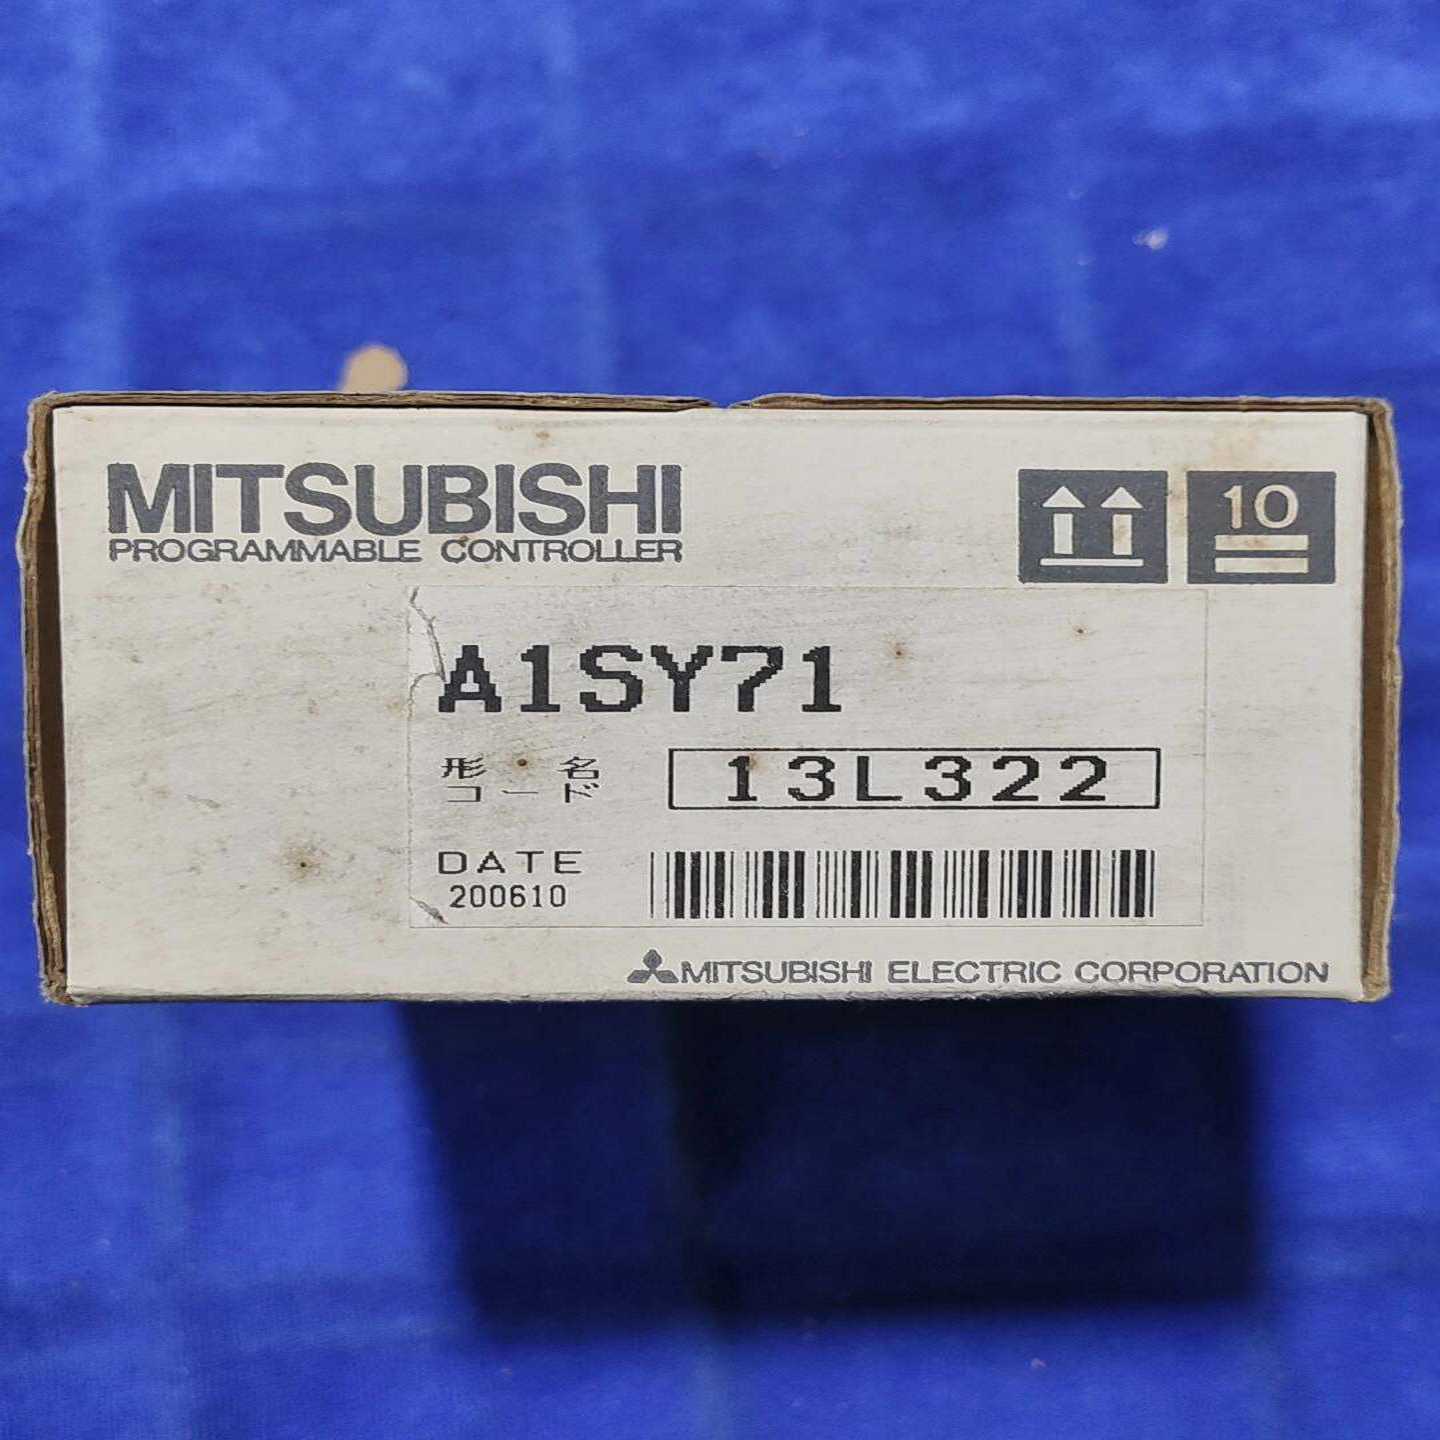 MITSUBISHI
PROGRAMMABLE CONTROLLER
10
A1SY71
形 名
コード
13L322
DATE
200610
MITSUBISHI ELECTRIC CORPORATION